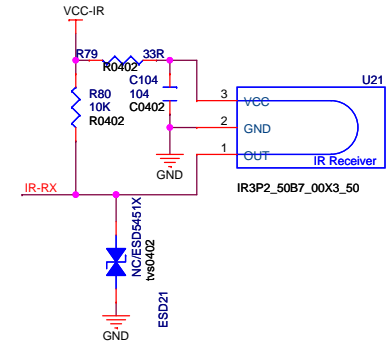 VCC-IR
R79
33R
R0402
R80
10K
R0402
C104
104
C0402
GND
U21
3
VCC
2
GND
1
OUT
IR Receiver
IR3P2_50B7_00X3_50
IR-RX
NC/ESD5451X
tvs0402
ESD21
GND